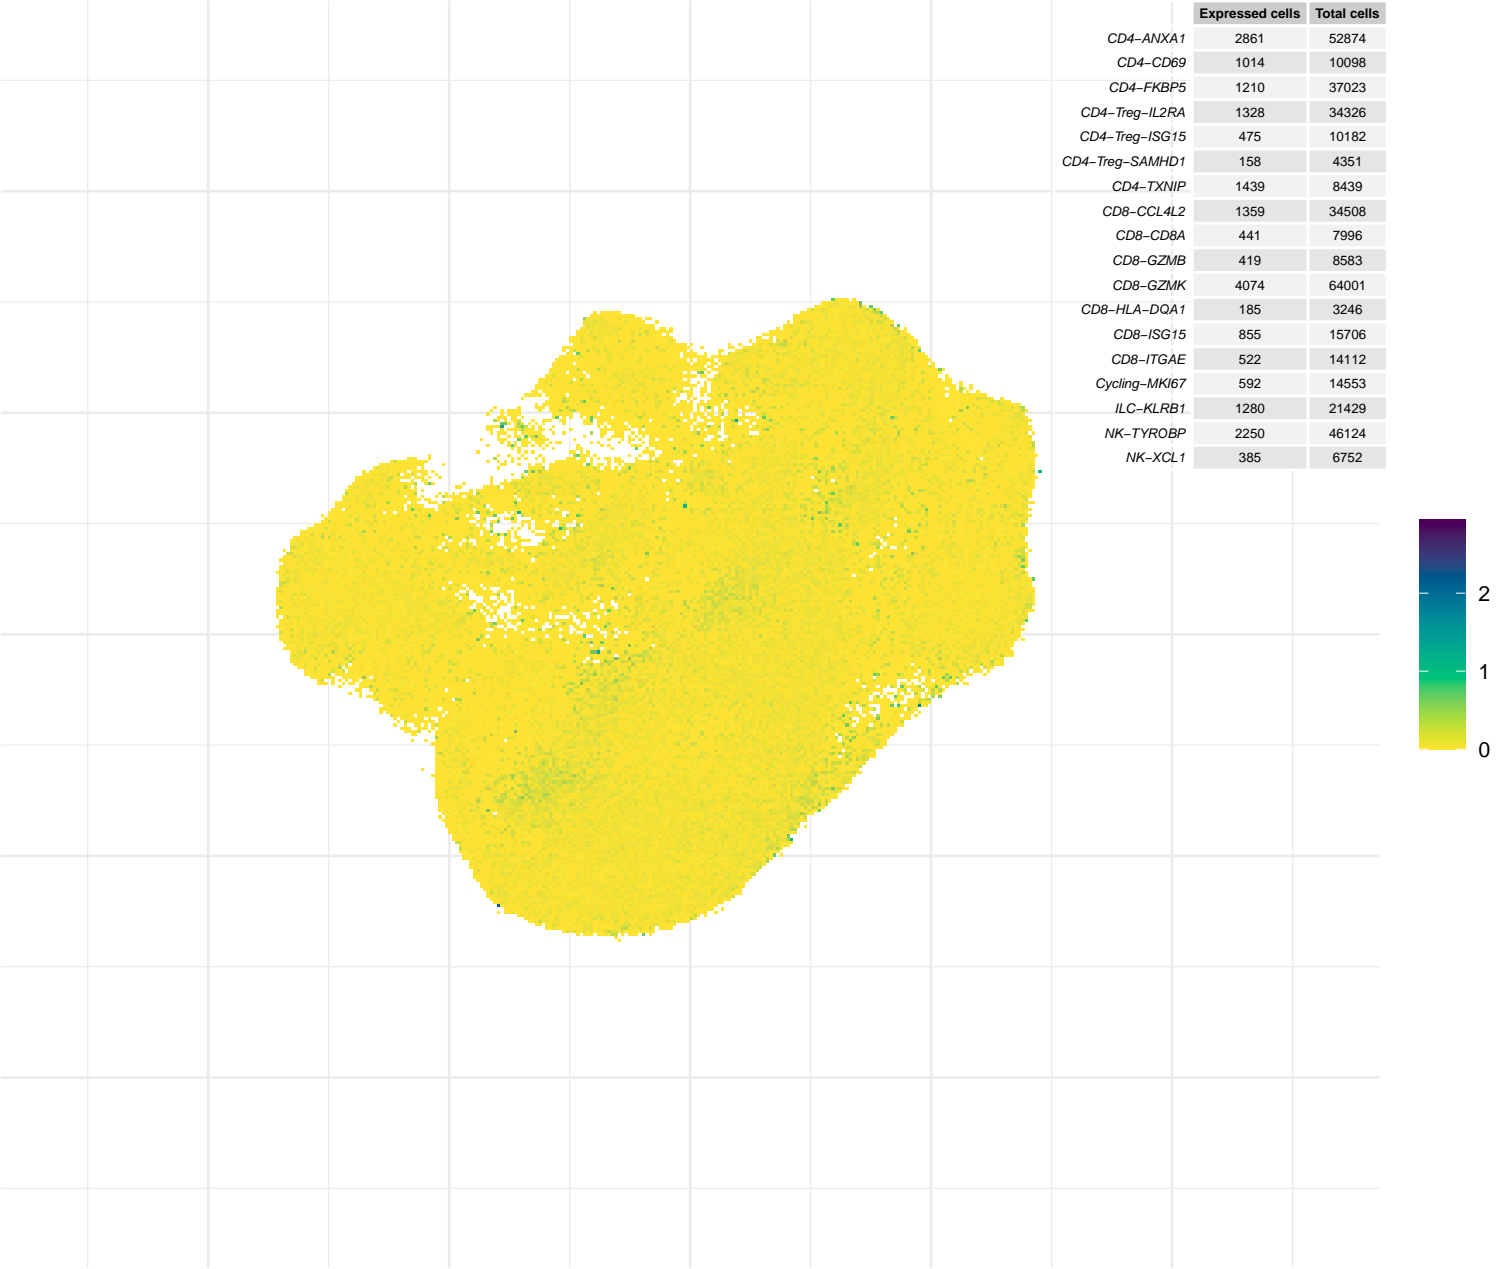 Expressed cells Total cells
CD4−ANXA1 2861 52874
CD4−CD69 1014 10098
CD4−FKBP5 1210 37023
CD4−Treg−IL2RA 1328 34326
CD4−Treg−ISG15 475 10182
CD4−Treg−SAMHD1 158 4351
CD4−TXNIP 1439 8439
CD8−CCL4L2 1359 34508
CD8−CD8A 441 7996
CD8−GZMB 419 8583
CD8−GZMK 4074 64001
CD8−HLA−DQA1 185 3246
CD8−ISG15 855 15706
CD8−ITGAE 522 14112
Cycling−MKI67 592 14553
ILC−KLRB1 1280 21429
NK−TYROBP 2250 46124
NK−XCL1 385 6752
2
1
0